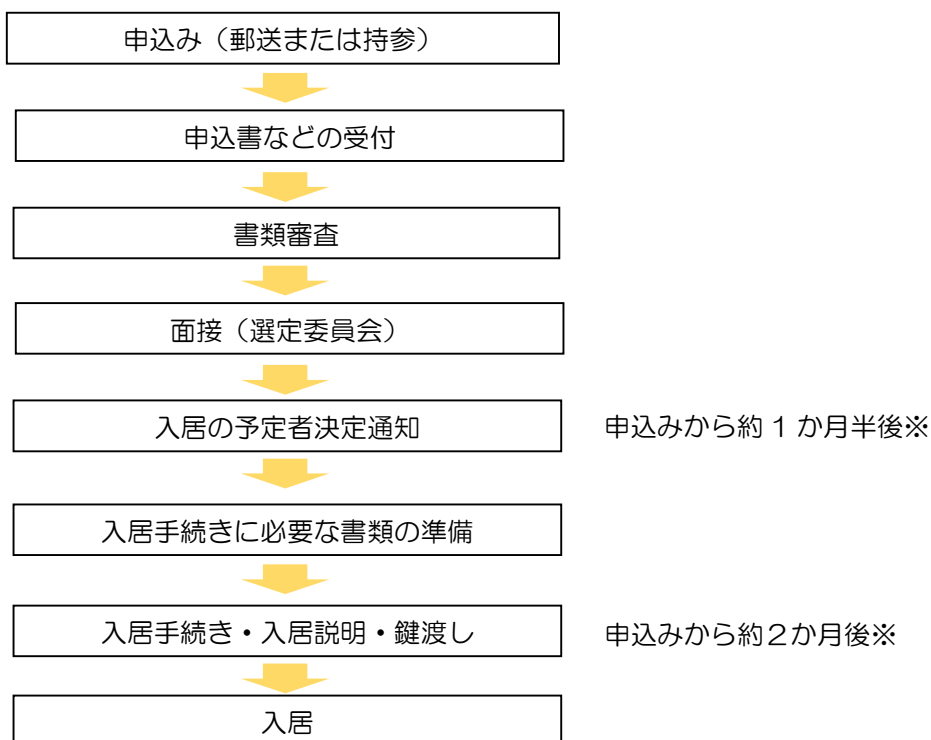 申込み（郵送または持参）
申込書などの受付
書類審査
面接（選定委員会）
入居の予定者決定通知
申込みから約 1 か月半後※
入居手続きに必要な書類の準備
入居手続き・入居説明・鍵渡し
申込みから約２か月後※
入居